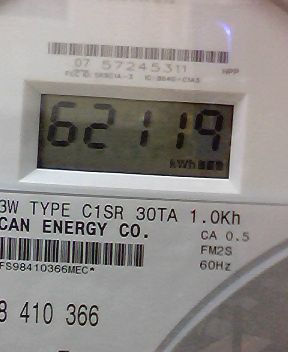 07 57245311
NPP
62119
kWh
3W TYPE C1SR 30TA 1.0Kh
CAN ENERGY CO.
CA 0.5
FM2S
60Hz
FS98410366MEC*
8 410 366